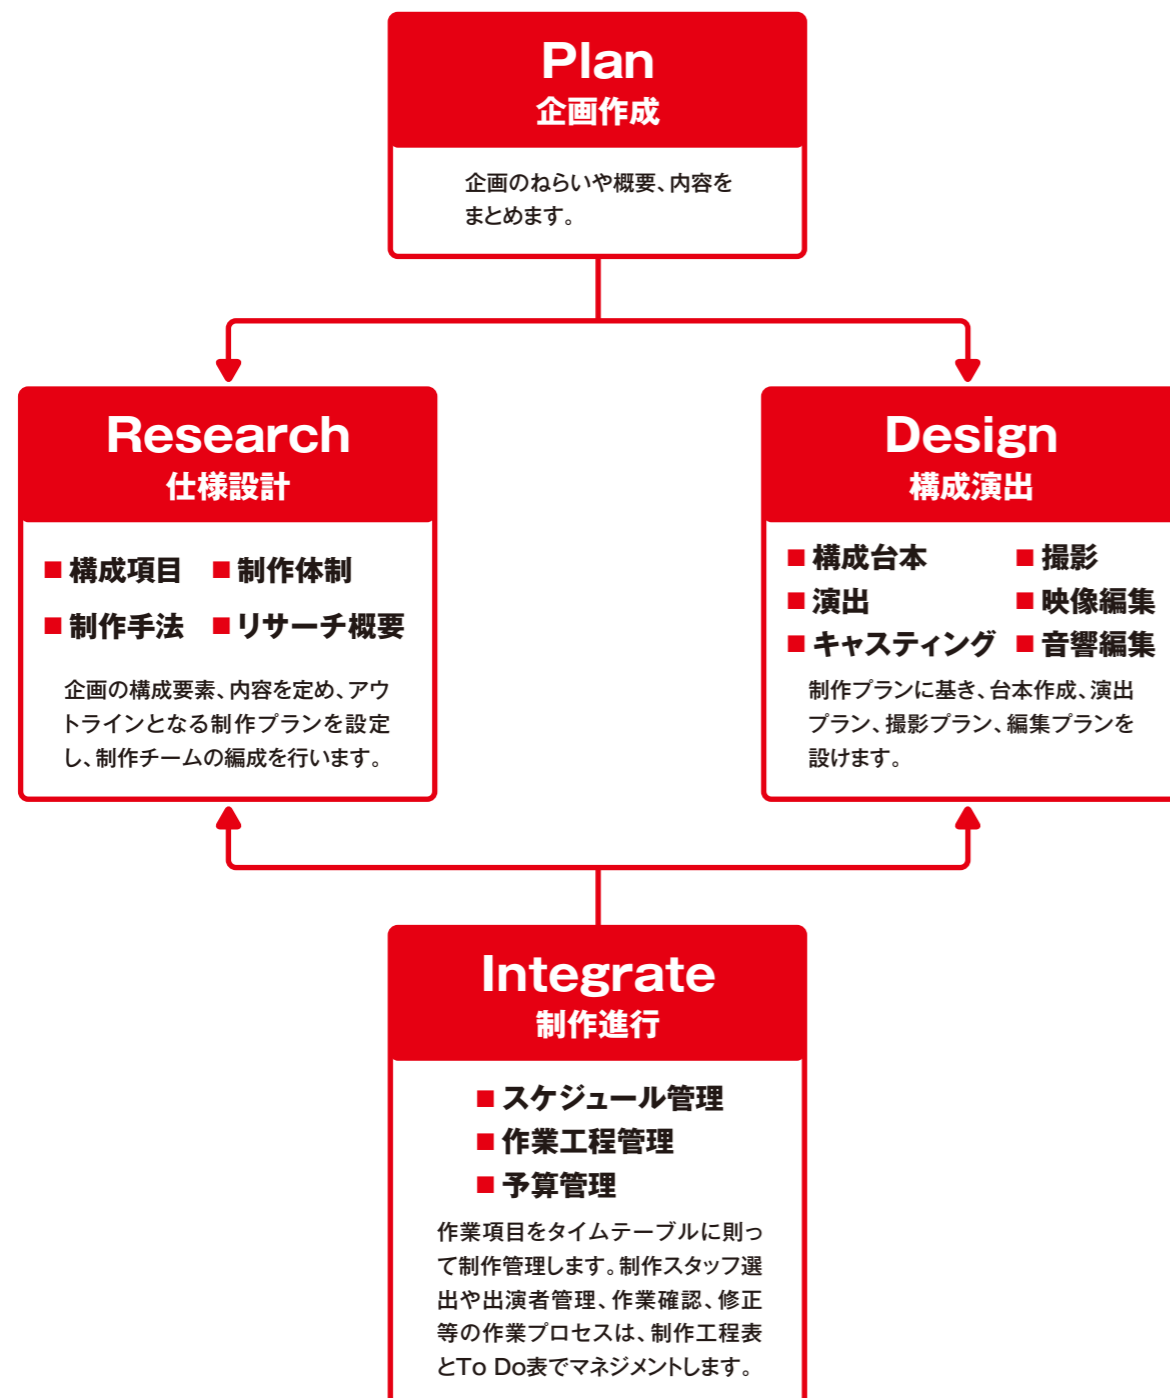 Plan
企画作成
企画のねらいや概要、内容を
まとめます。
Research
仕様設計
■ 構成項目 ■ 制作体制
■ 制作手法 ■ リサーチ概要
企画の構成要素、内容を定め、アウ
トラインとなる制作プランを設定
し、制作チームの編成を行います。
Design
構成演出
■ 構成台本 ■ 撮影
■ 演出 ■ 映像編集
■ キャスティング ■ 音響編集
制作プランに基き、台本作成、演出
プラン、撮影プラン、編集プランを
設けます。
Integrate
制作進行
■ スケジュール管理
■ 作業工程管理
■ 予算管理
作業項目をタイムテーブルに則っ
て制作管理します。制作スタッフ選
出や出演者管理、作業確認、修正
等の作業プロセスは、制作工程表
とTo Do表でマネジメントします。